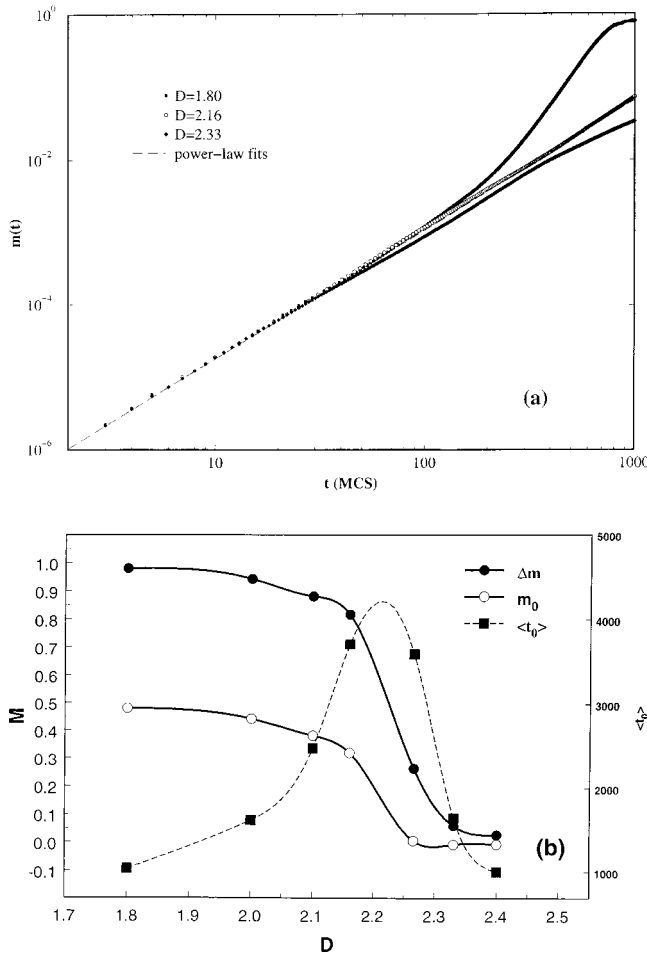 10⁰
10⁻²
10⁻⁴
10⁻⁶
m(t)
D=1.80
D=2.16
D=2.33
power-law fits
(a)
10
100
1000
t (MCS)
1.0
0.9
0.8
0.7
0.6
0.5
0.4
0.3
0.2
0.1
0.0
-0.1
M
Δm
m₀
<t₀>
5000
4000
3000
2000
1000
<t₀>
(b)
1.7
1.8
1.9
2.0
2.1
2.2
2.3
2.4
2.5
D